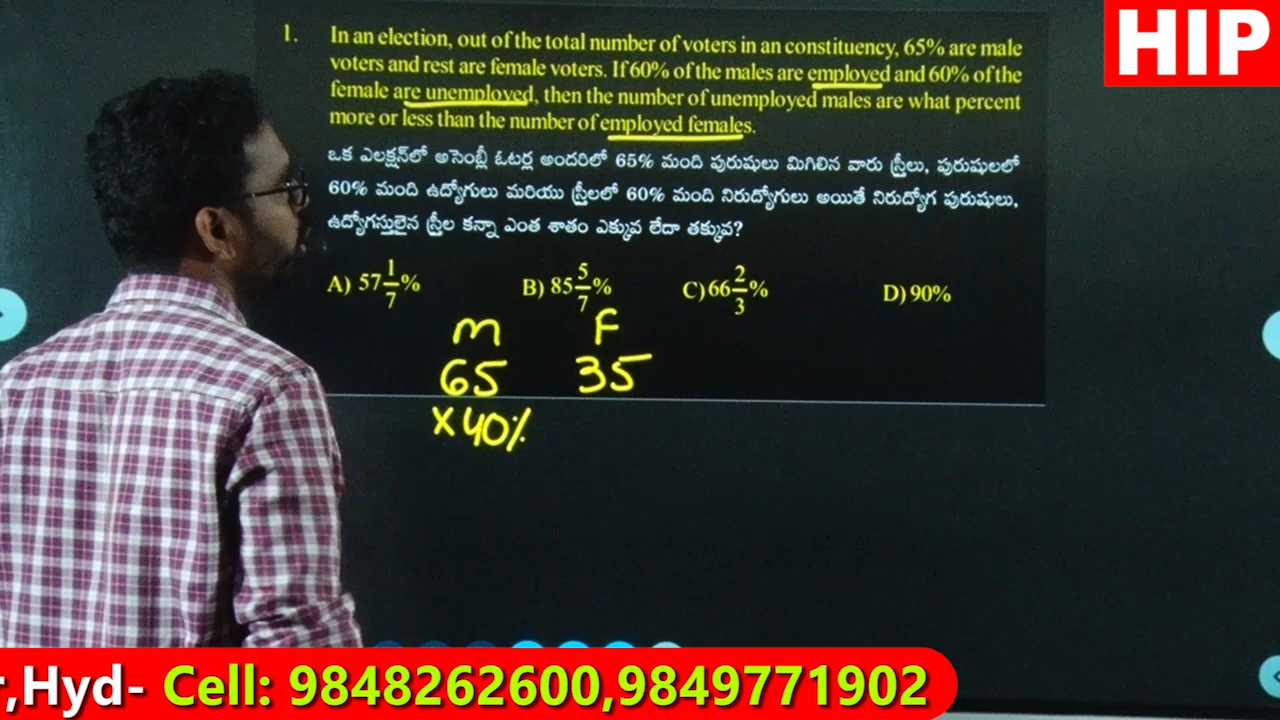 HIP
1. In an election, out of the total number of voters in an constituency, 65% are male
voters and rest are female voters. If 60% of the males are employed and 60% of the
female are unemployed, then the number of unemployed males are what percent
more or less than the number of employed females.
ఒక ఎలక్షన్‌లో అసెంబ్లీ ఓటర్ల అందరిలో 65% మంది పురుషులు మిగిలిన వారు స్త్రీలు, పురుషులలో
60% మంది ఉద్యోగులు మరియు స్త్రీలలో 60% మంది నిరుద్యోగులు అయితే నిరుద్యోగ పురుషులు,
ఉద్యోగస్తులైన స్త్రీల కన్నా ఎంత శాతం ఎక్కువ లేదా తక్కువ?
A) 57 1/7% B) 85 5/7% C) 66 2/3% D) 90%
M F
65 35
×40%
,Hyd- Cell: 9848262600,9849771902